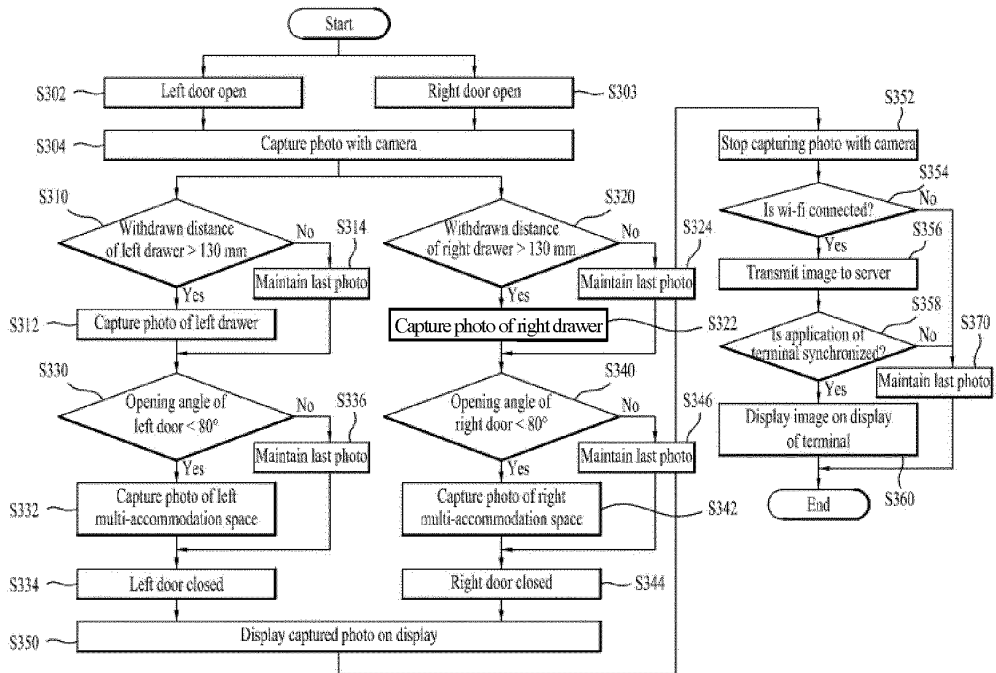 Start
S302
Left door open
Right door open
S303
S304
Capture photo with camera
S310
Withdrawn distance
of left drawer > 130 mm
No
S314
Maintain last photo
Yes
S312
Capture photo of left drawer
S320
Withdrawn distance
of right drawer > 130 mm
No
S324
Maintain last photo
Yes
Capture photo of right drawer
S322
S330
Opening angle of
left door < 80°
No
S336
Maintain last photo
Yes
S332
Capture photo of left
multi-accommodation space
S334
Left door closed
S340
Opening angle of
right door < 80°
No
S346
Maintain last photo
Yes
Capture photo of right
multi-accommodation space
S342
Right door closed
S344
S350
Display captured photo on display
S352
Stop capturing photo with camera
S354
Is wi-fi connected?
No
Yes
S356
Transmit image to server
S358
Is application of
terminal synchronized?
No
S370
Maintain last photo
Yes
Display image on display
of terminal
S360
End